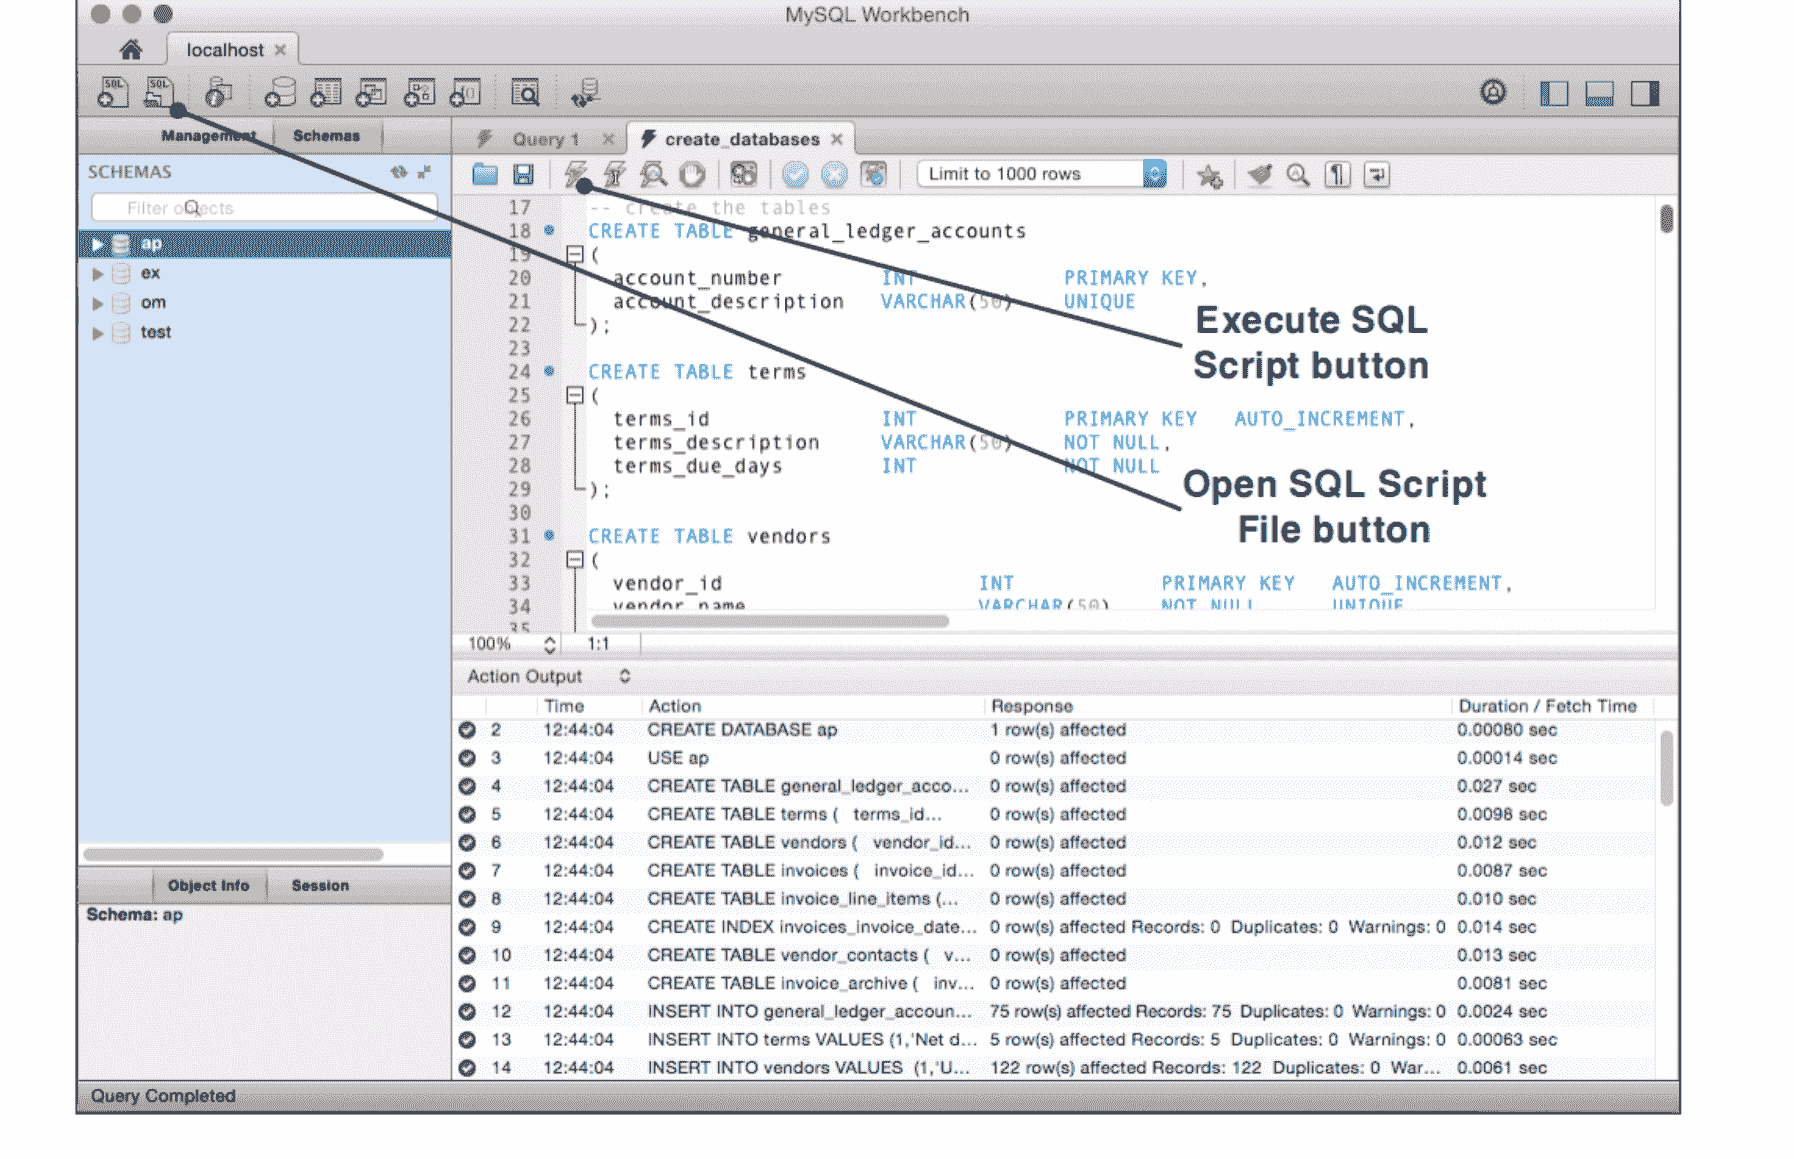 MySQL Workbench
localhost
SQL SQL
Management Schemas
Query 1 create_databases
SCHEMAS
Limit to 1000 rows
Filter objects
ap
ex
om
test
17 -- create the tables
18 CREATE TABLE general_ledger_accounts
19 (
20 account_number INT PRIMARY KEY,
21 account_description VARCHAR(50) UNIQUE
22 );
23
24 CREATE TABLE terms
25 (
26 terms_id INT PRIMARY KEY AUTO_INCREMENT,
27 terms_description VARCHAR(50) NOT NULL,
28 terms_due_days INT NOT NULL
29 );
30
31 CREATE TABLE vendors
32 (
33 vendor_id INT PRIMARY KEY AUTO_INCREMENT,
34 vendor_name VARCHAR(50) NOT NULL UNIQUE
35
Execute SQL
Script button
Open SQL Script
File button
100% 1:1
Action Output
Time Action Response Duration / Fetch Time
2 12:44:04 CREATE DATABASE ap 1 row(s) affected 0.00080 sec
3 12:44:04 USE ap 0 row(s) affected 0.00014 sec
4 12:44:04 CREATE TABLE general_ledger_acco... 0 row(s) affected 0.027 sec
5 12:44:04 CREATE TABLE terms ( terms_id... 0 row(s) affected 0.0098 sec
6 12:44:04 CREATE TABLE vendors ( vendor_id... 0 row(s) affected 0.012 sec
7 12:44:04 CREATE TABLE invoices ( invoice_id... 0 row(s) affected 0.0087 sec
8 12:44:04 CREATE TABLE invoice_line_items (... 0 row(s) affected 0.010 sec
9 12:44:04 CREATE INDEX invoices_invoice_date... 0 row(s) affected Records: 0 Duplicates: 0 Warnings: 0 0.014 sec
10 12:44:04 CREATE TABLE vendor_contacts ( v... 0 row(s) affected 0.013 sec
11 12:44:04 CREATE TABLE invoice_archive ( inv... 0 row(s) affected 0.0081 sec
12 12:44:04 INSERT INTO general_ledger_accoun... 75 row(s) affected Records: 75 Duplicates: 0 Warnings: 0 0.0024 sec
13 12:44:04 INSERT INTO terms VALUES (1,'Net d... 5 row(s) affected Records: 5 Duplicates: 0 Warnings: 0 0.00063 sec
14 12:44:04 INSERT INTO vendors VALUES (1,'U... 122 row(s) affected Records: 122 Duplicates: 0 War... 0.0061 sec
Object Info Session
Schema: ap
Query Completed